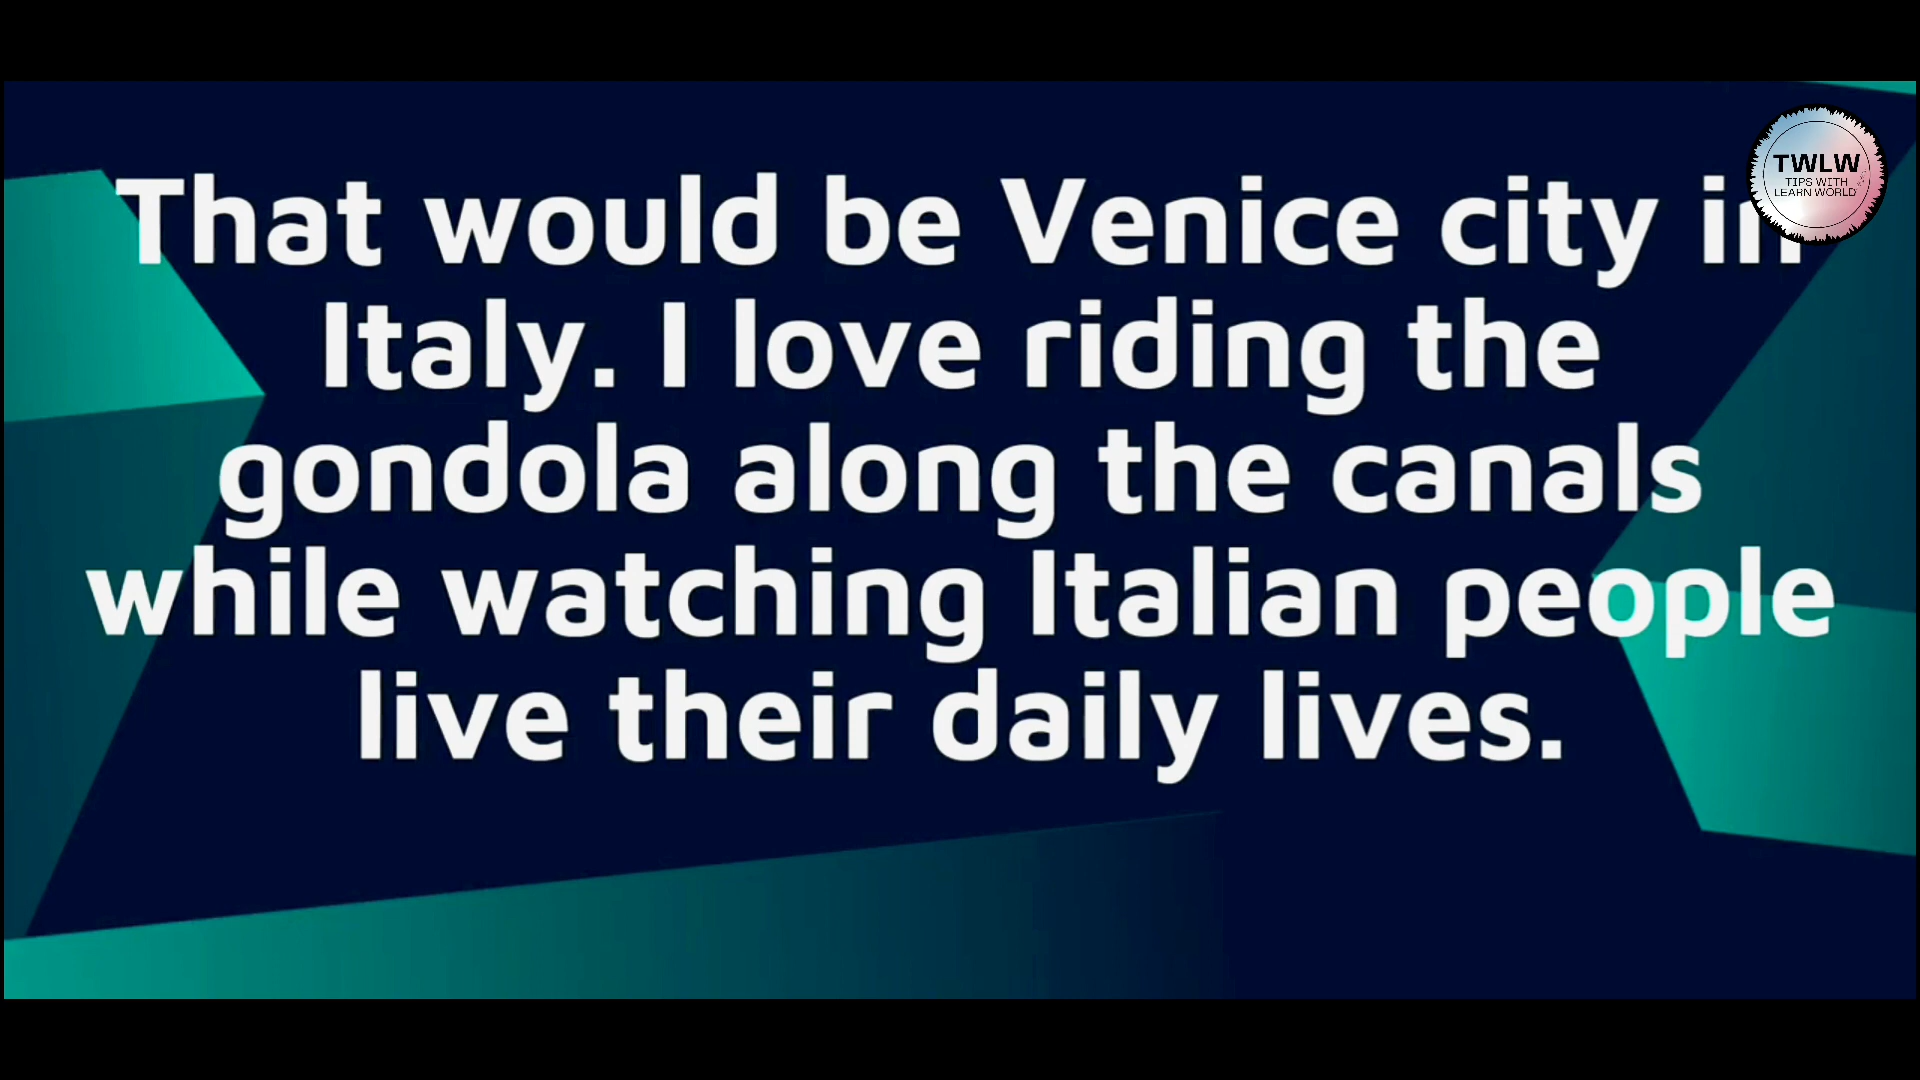 That would be Venice city in
Italy. I love riding the
gondola along the canals
while watching Italian people
live their daily lives.
TWLW
TIPS WITH
LEARN WORLD